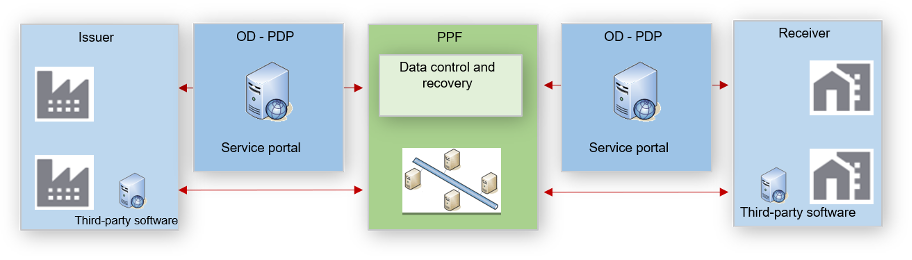 Issuer
Third-party software
OD - PDP
Service portal
PPF
Data control and
recovery
OD - PDP
Service portal
Receiver
Third-party software